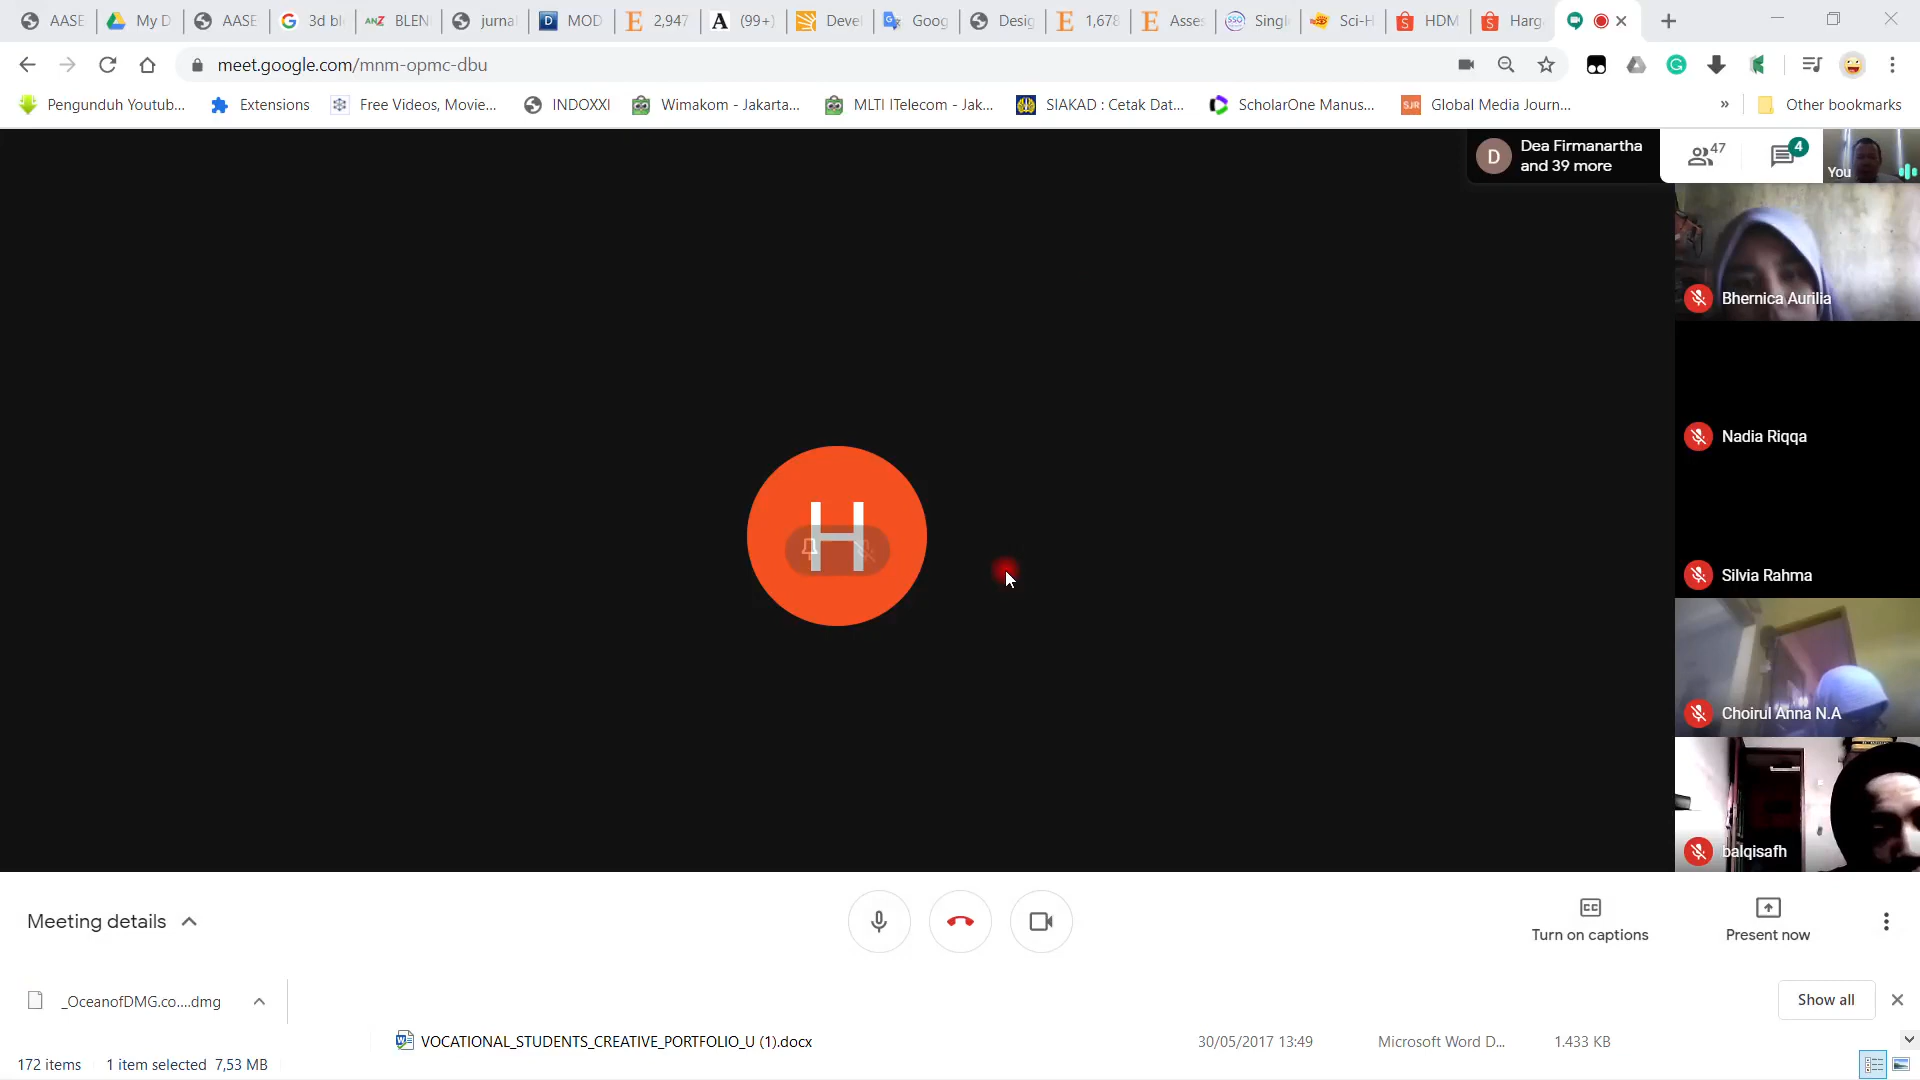 AASE
My D
AASE
3d bl
BLEN
jurnal
MOD
2,947
(99+)
Deve
Goog
Desig
1,678
Asses
Singl
Sci-H
HDM
Harg
meet.google.com/mnm-opmc-dbu
Pengunduh Youtub...
Extensions
Free Videos, Movie...
INDOXXI
Wimakom - Jakarta...
MLTI ITelecom - Jak...
SIAKAD : Cetak Dat...
ScholarOne Manus...
SJR
Global Media Journ...
»
Other bookmarks
D
Dea Firmanartha
and 39 more
47
4
You
Bhernica Aurilia
Nadia Riqqa
H
Silvia Rahma
Choirul Anna N.A
balqisafh
Meeting details
CC
Turn on captions
Present now
_OceanofDMG.co....dmg
Show all
VOCATIONAL_STUDENTS_CREATIVE_PORTFOLIO_U (1).docx
30/05/2017 13:49
Microsoft Word D...
1.433 KB
172 items
1 item selected 7,53 MB